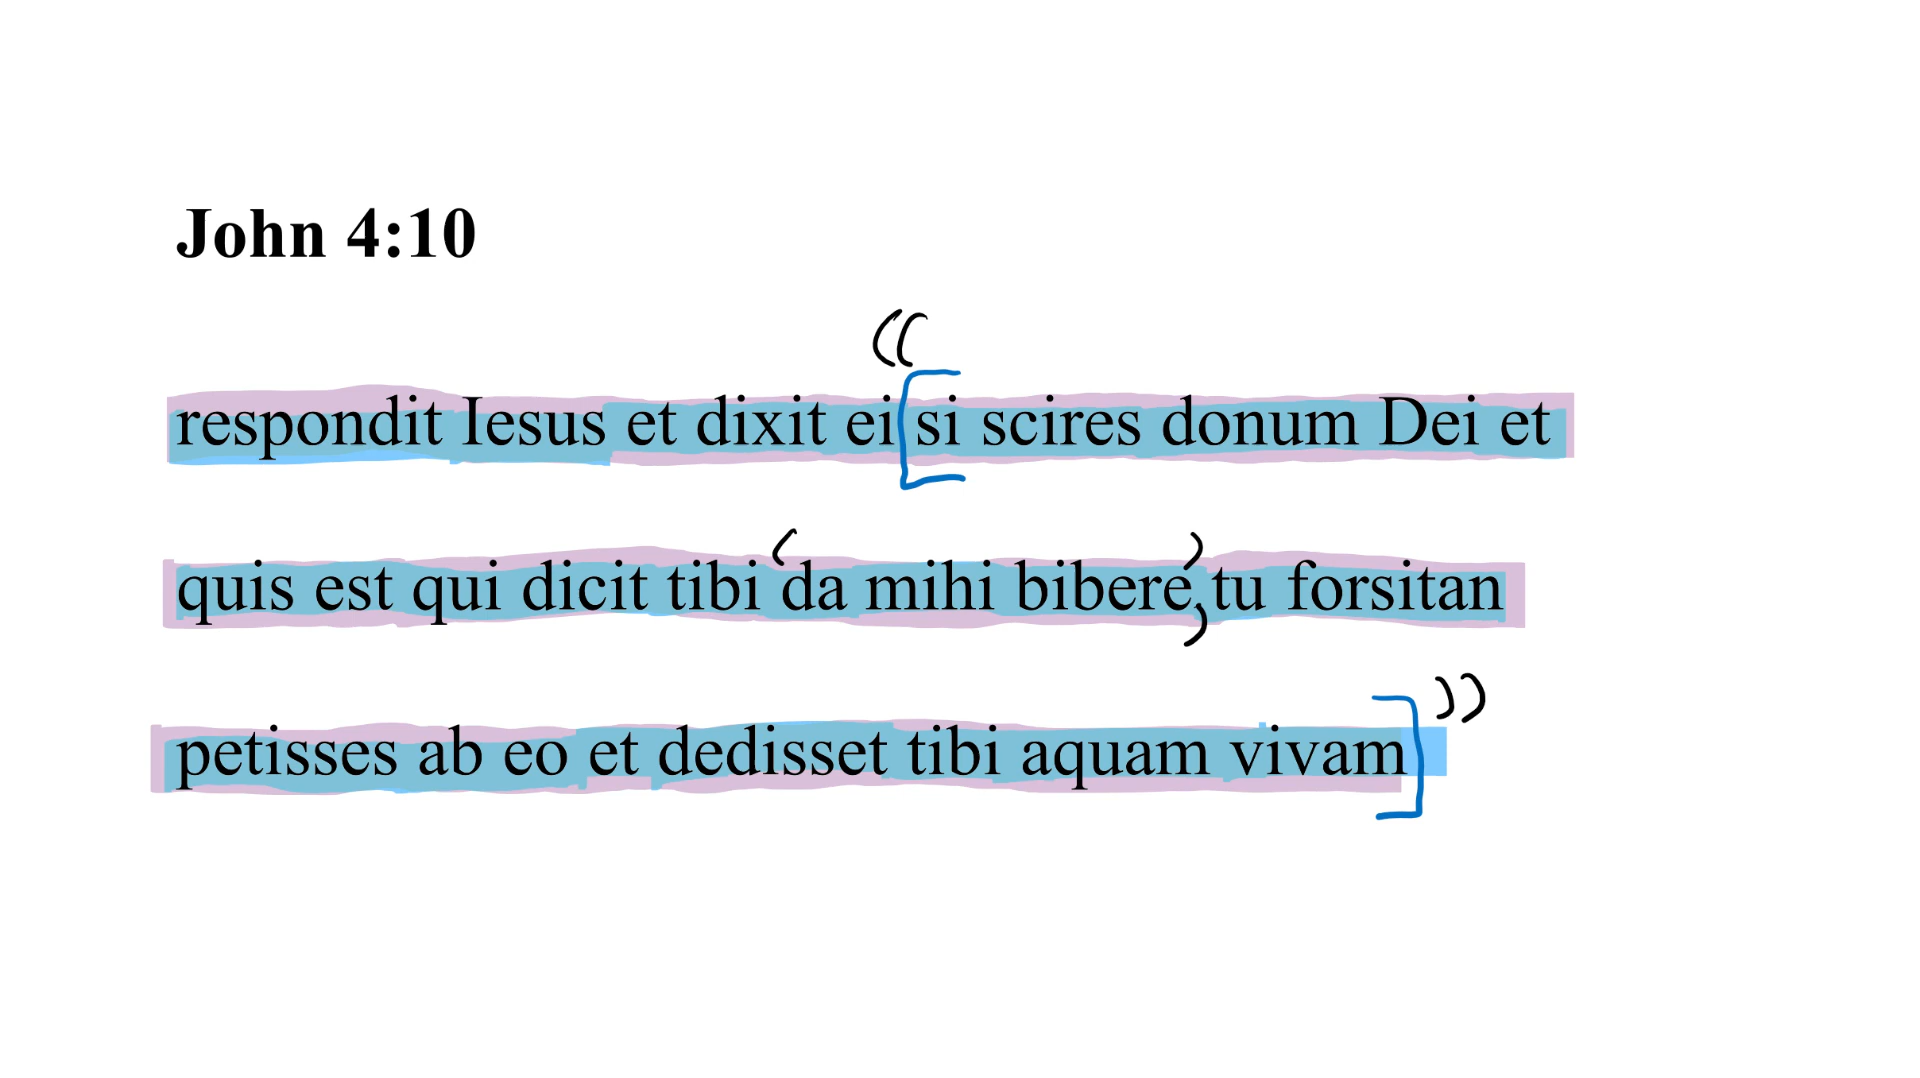 John 4:10
respondit Iesus et dixit ei “[si scires donum Dei et
quis est qui dicit tibi ‘da mihi bibere’, tu forsitan
petisses ab eo et dedisset tibi aquam vivam]”